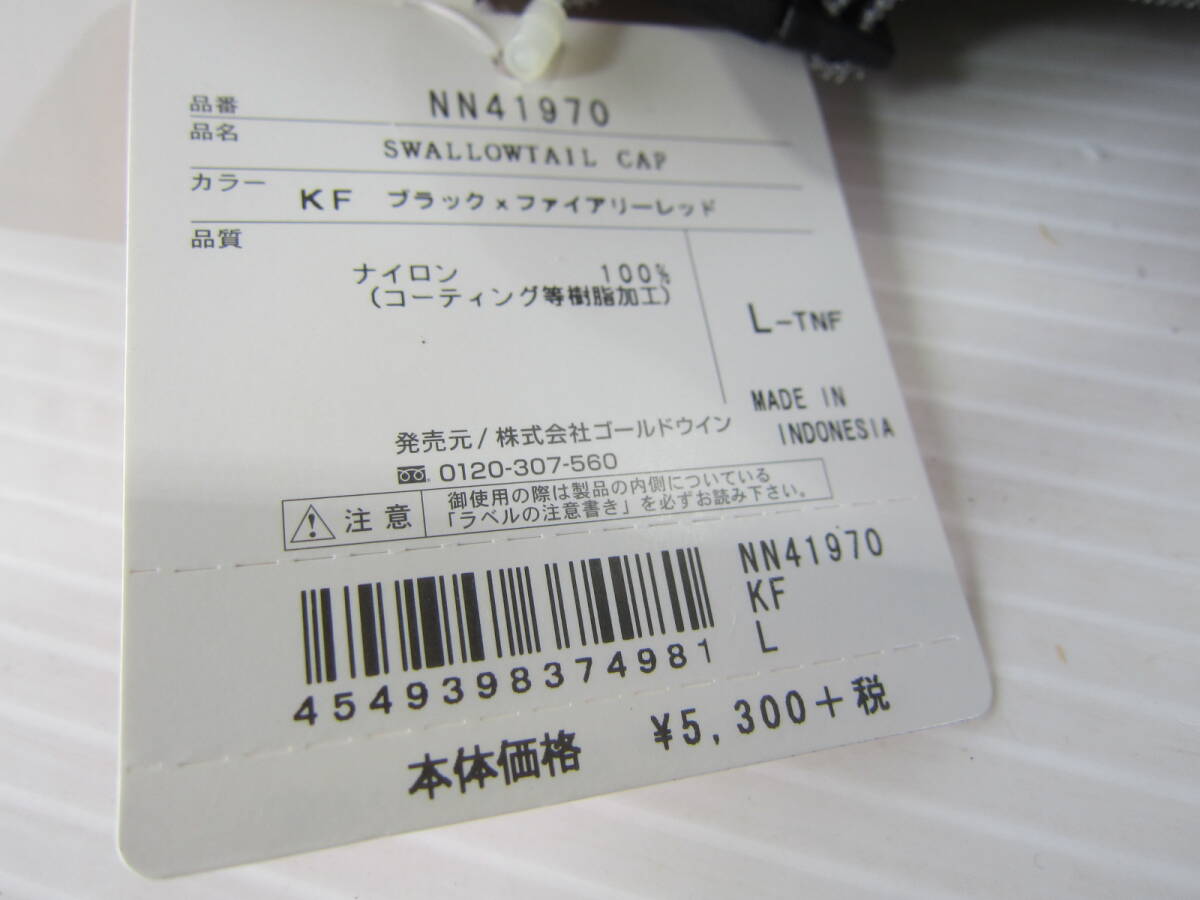 品番 NN41970
品名 SWALLOWTAIL CAP
カラー KF ブラック×ファイアリーレッド
品質
ナイロン 100%
(コーティング等樹脂加工)
L-TNF
MADE IN
INDONESIA
発売元/株式会社ゴールドウイン
0120-307-560
注意
御使用の際は製品の内側についている
「ラベルの注意書き」を必ずお読み下さい。
NN41970
KF
L
4549398374981
本体価格 ¥5,300+税